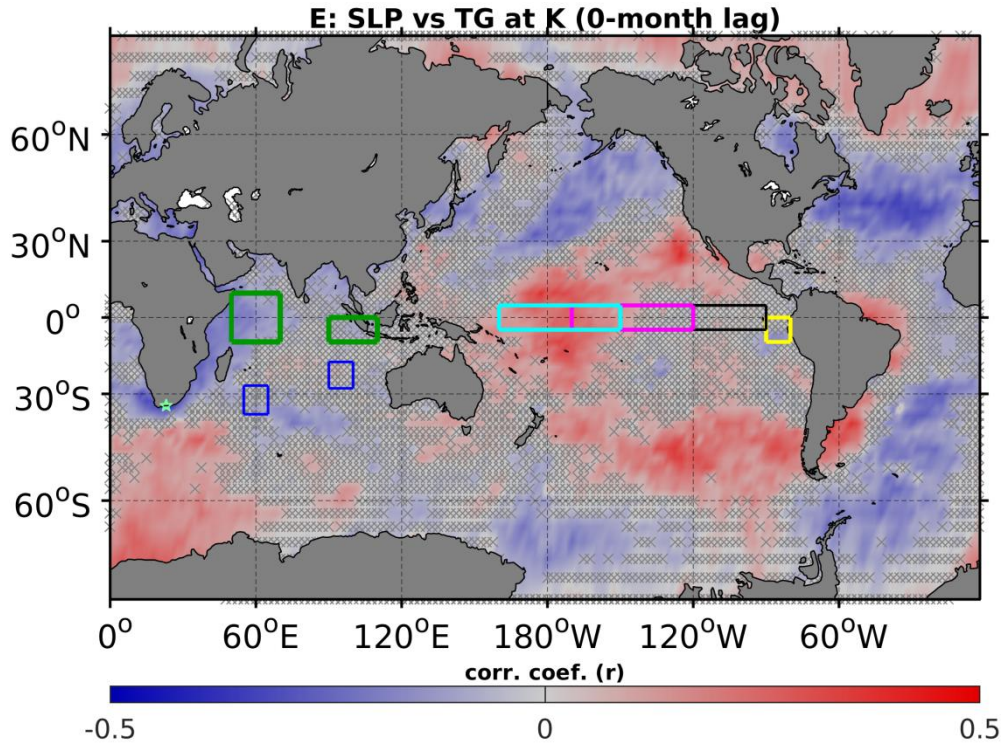 E: SLP vs TG at K (0-month lag)
60°N
30°N
0°
30°S
60°S
0° 60°E 120°E 180°W 120°W 60°W
corr. coef. (r)
-0.5 0 0.5